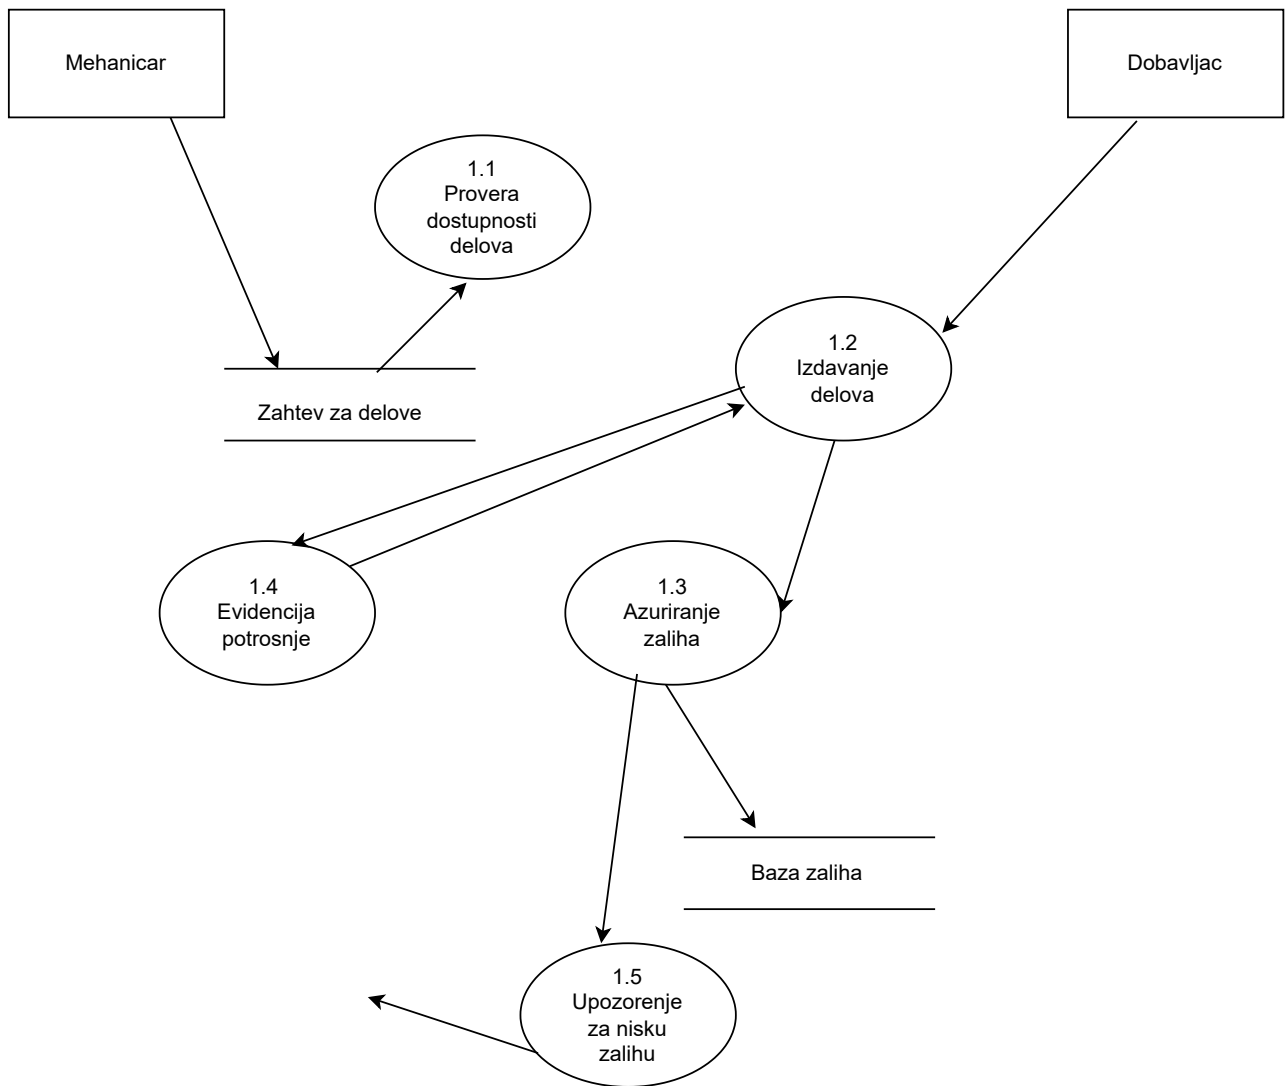 Mehanicar
Dobavljac
1.1
Provera
dostupnosti
delova
1.2
Izdavanje
delova
Zahtev za delove
1.4
Evidencija
potrosnje
1.3
Azuriranje
zaliha
Baza zaliha
1.5
Upozorenje
za nisku
zalihu